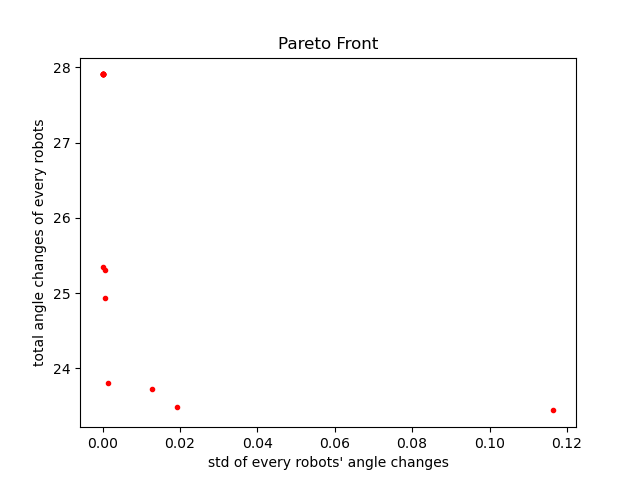 Pareto Front
total angle changes of every robots
28
27
26
25
24
0.00 0.02 0.04 0.06 0.08 0.10 0.12
std of every robots' angle changes